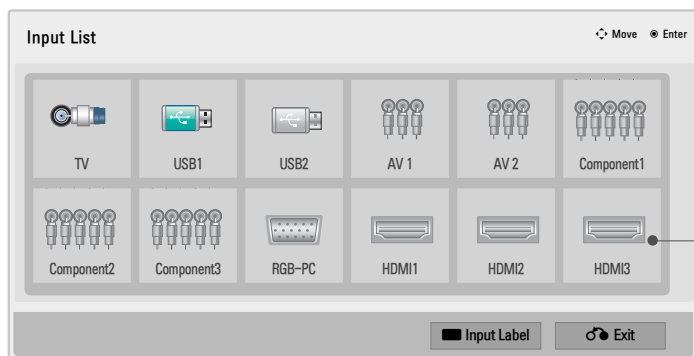 Input List
Move Enter
TV USB1 USB2 AV 1 AV 2 Component1
Component2 Component3 RGB-PC HDMI1 HDMI2 HDMI3
Input Label Exit